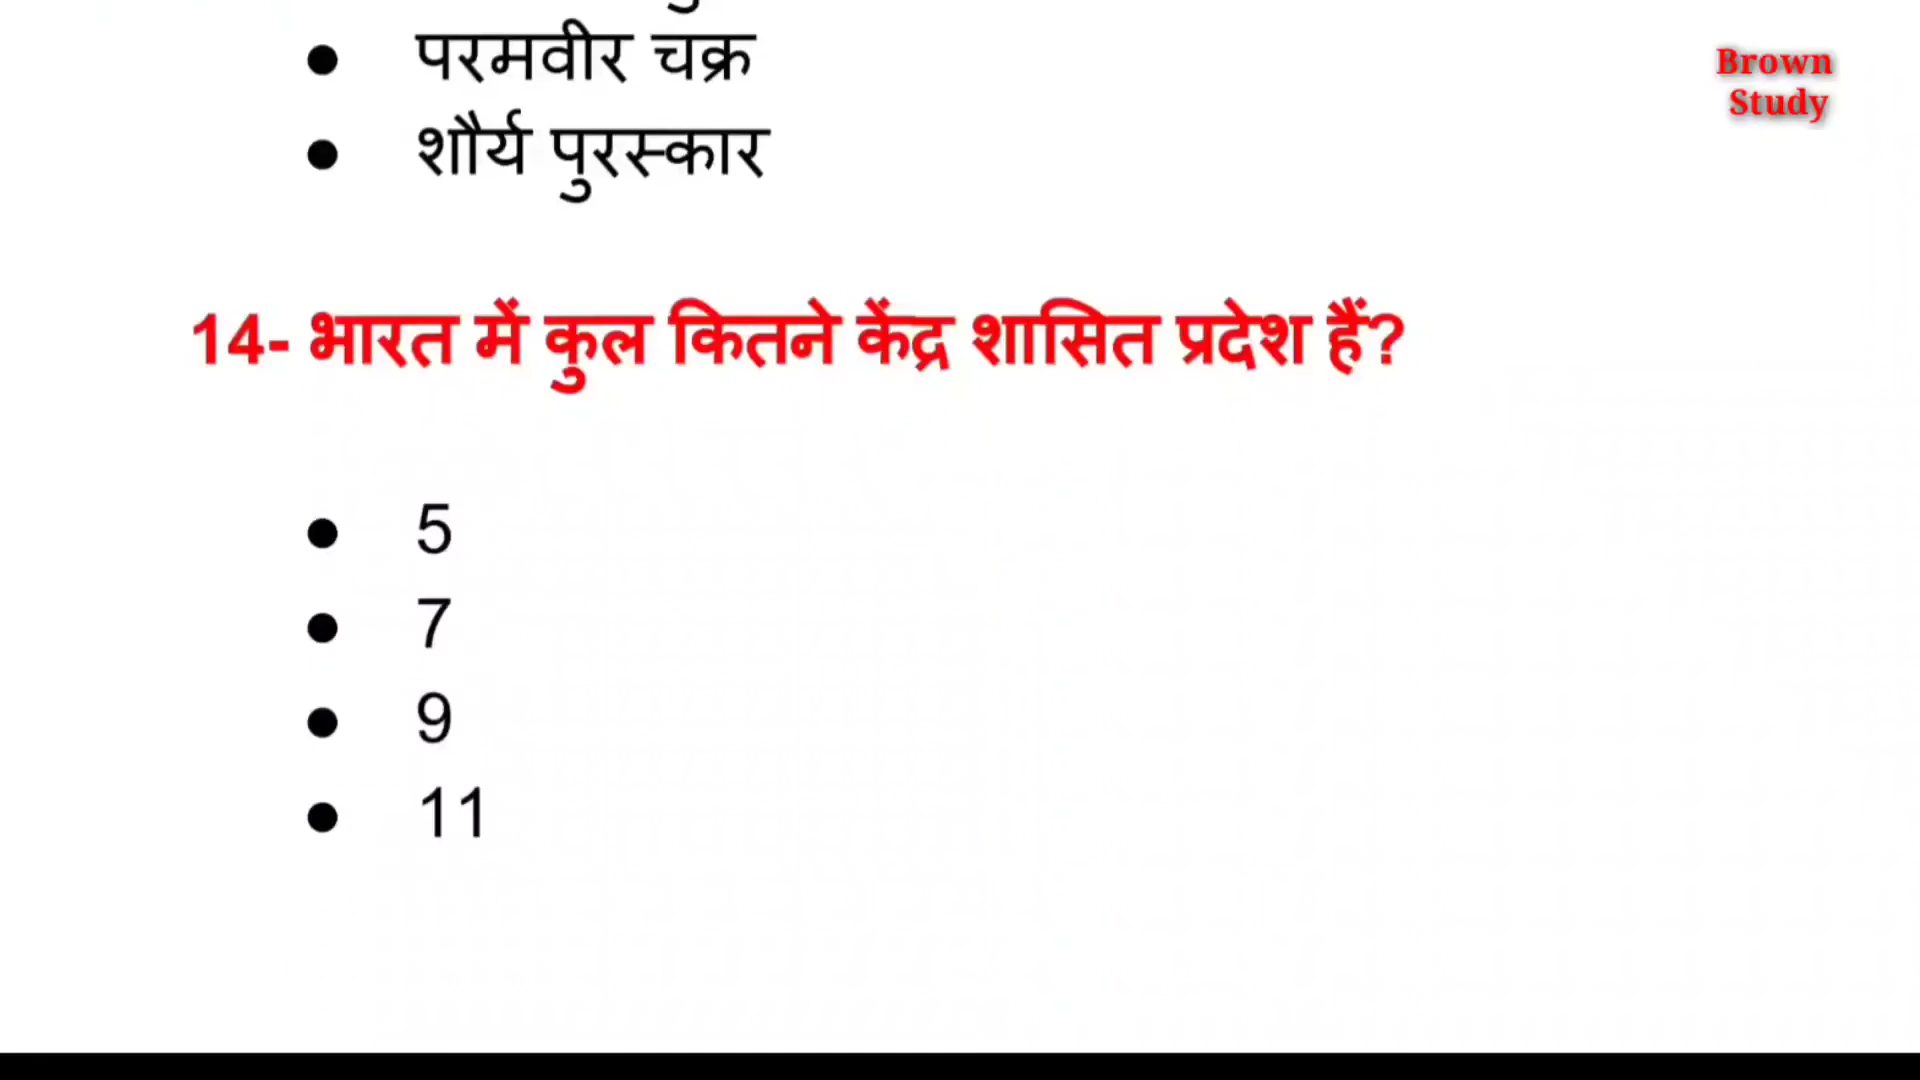 परमवीर चक्र
शौर्य पुरस्कार
Brown
Study
14- भारत में कुल कितने केंद्र शासित प्रदेश हैं?
5
7
9
11